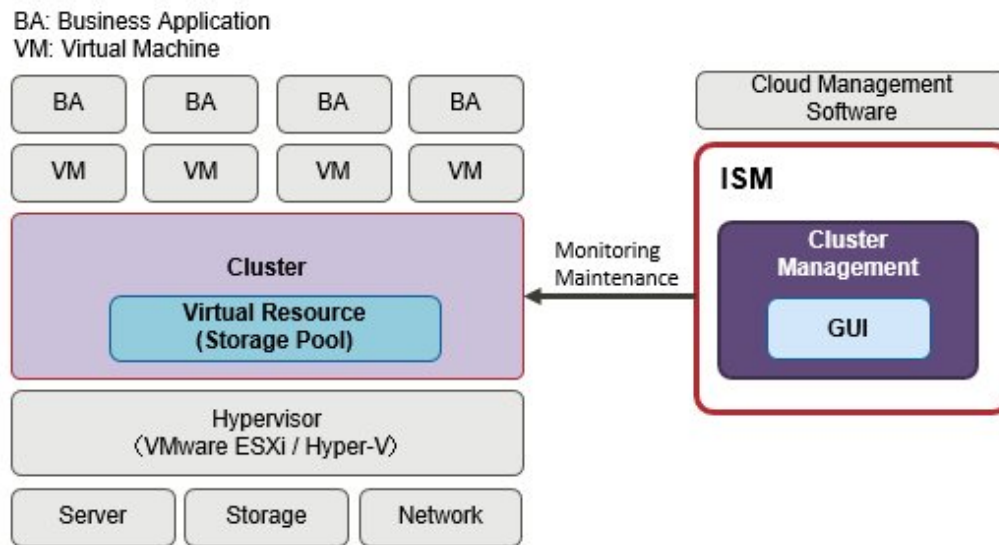 BA: Business Application
VM: Virtual Machine
BA BA BA BA
VM VM VM VM
Cluster
Virtual Resource
(Storage Pool)
Hypervisor
(VMware ESXi / Hyper-V)
Server Storage Network
Monitoring
Maintenance
Cloud Management
Software
ISM
Cluster
Management
GUI